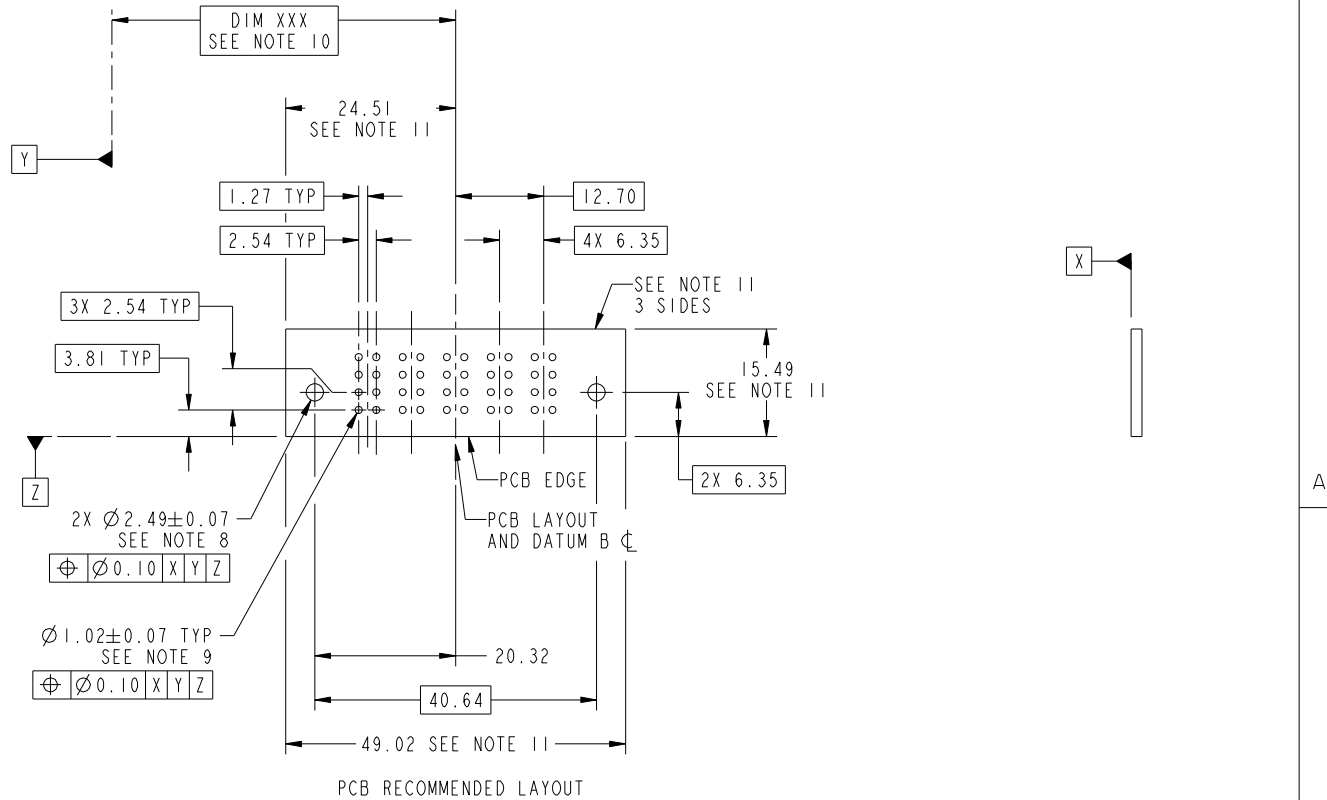 DIM XXX
SEE NOTE 10
24.51
SEE NOTE 11
Y
1.27 TYP
12.70
2.54 TYP
4X 6.35
X
SEE NOTE 11
3 SIDES
3X 2.54 TYP
3.81 TYP
15.49
SEE NOTE 11
PCB EDGE
2X 6.35
Z
A
2X Ø2.49±0.07
SEE NOTE 8
⌖ Ø0.10 X Y Z
PCB LAYOUT
AND DATUM B ℄
Ø1.02±0.07 TYP
SEE NOTE 9
⌖ Ø0.10 X Y Z
20.32
40.64
49.02 SEE NOTE 11
PCB RECOMMENDED LAYOUT